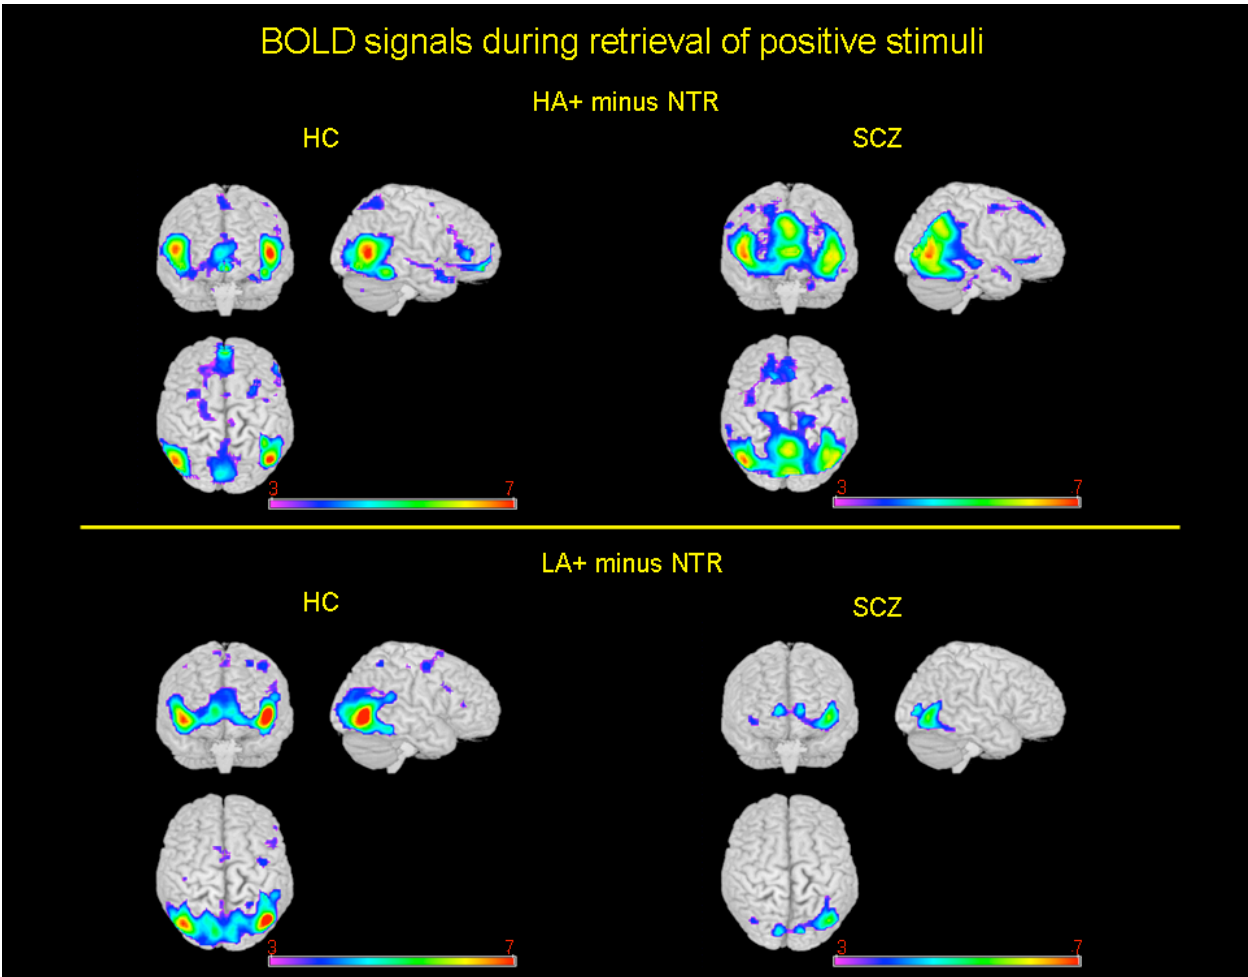 BOLD signals during retrieval of positive stimuli
HA+ minus NTR
HC
SCZ
3 7
3 7
LA+ minus NTR
HC
SCZ
3 7
3 7